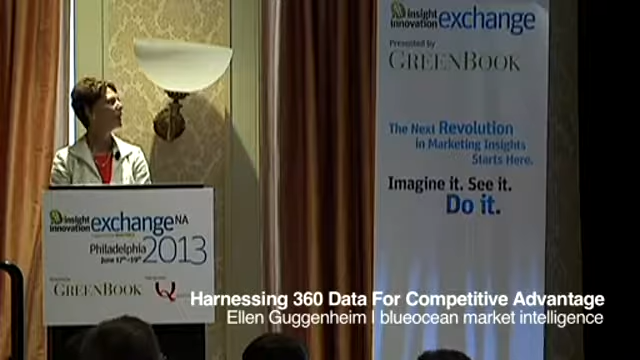 insight
innovation exchange
Presented by
GREENBOOK
The Next Revolution
in Marketing Insights
Starts Here.
Imagine it. See it.
Do it.
insight
innovation exchange NA
Philadelphia 2013
June 17th-19th
GREENBOOK
Harnessing 360 Data For Competitive Advantage
Ellen Guggenheim | blueocean market intelligence